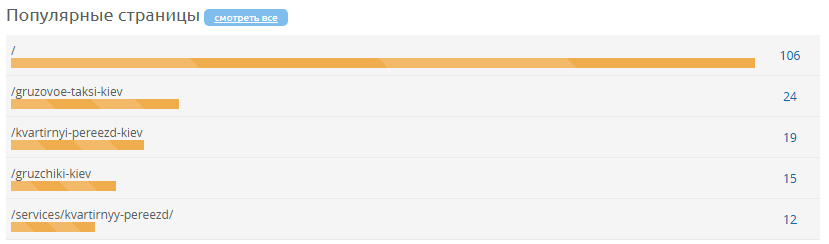 Популярные страницы смотреть все
/ 106
/gruzovoe-taksi-kiev 24
/kvartirnyi-pereezd-kiev 19
/gruzchiki-kiev 15
/services/kvartirnyy-pereezd/ 12